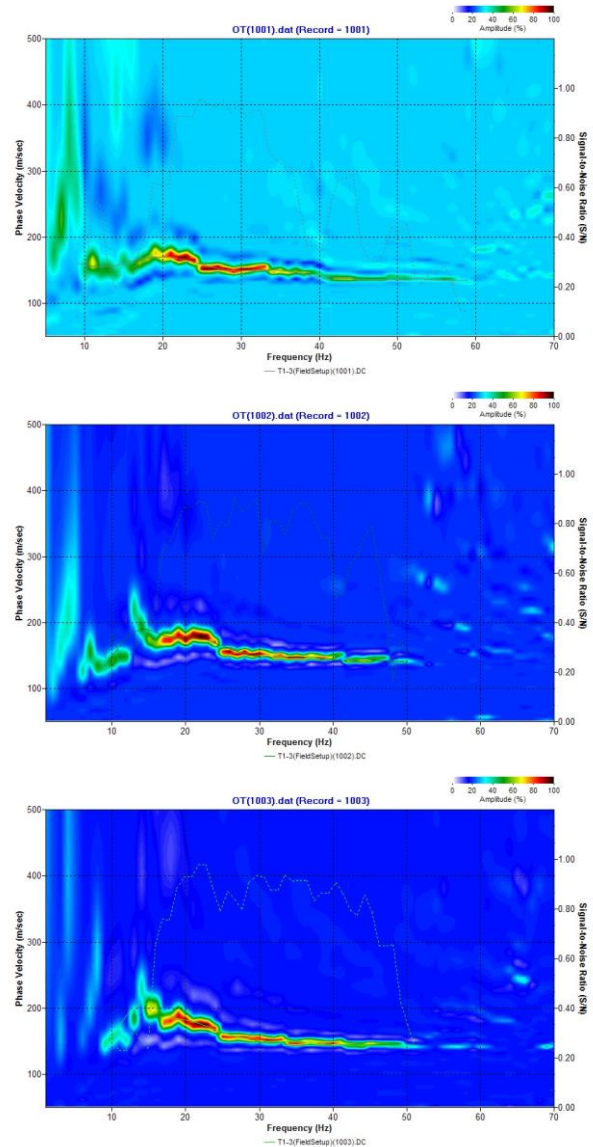 0 20 40 60 80 100
Amplitude (%)
OT(1001).dat (Record = 1001)
500
400
300
200
100
Phase Velocity (m/sec)
1.00
0.80
0.60
0.40
0.20
0.00
Signal-to-Noise Ratio (S/N)
10 20 30 40 50 60 70
Frequency (Hz)
T1-3(FieldSetup)(1001).DC
0 20 40 60 80 100
Amplitude (%)
OT(1002).dat (Record = 1002)
500
400
300
200
100
Phase Velocity (m/sec)
1.00
0.80
0.60
0.40
0.20
0.00
Signal-to-Noise Ratio (S/N)
10 20 30 40 50 60 70
Frequency (Hz)
T1-3(FieldSetup)(1002).DC
0 20 40 60 80 100
Amplitude (%)
OT(1003).dat (Record = 1003)
500
400
300
200
100
Phase Velocity (m/sec)
1.00
0.80
0.60
0.40
0.20
0.00
Signal-to-Noise Ratio (S/N)
10 20 30 40 50 60 70
Frequency (Hz)
T1-3(FieldSetup)(1003).DC